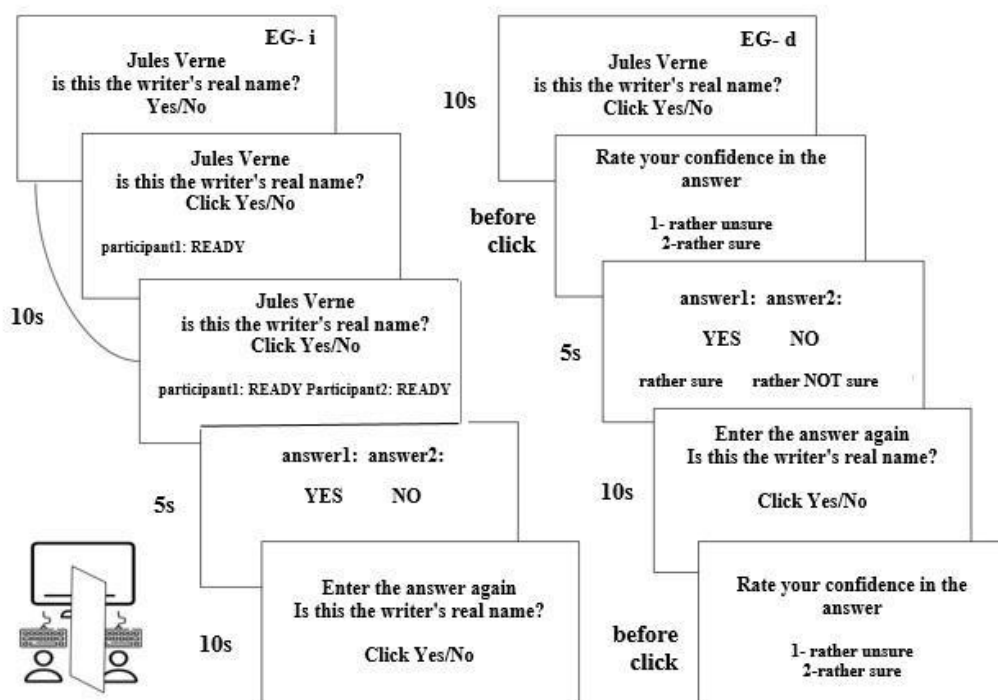 EG- i
Jules Verne
is this the writer's real name?
Yes/No
Jules Verne
is this the writer's real name?
Click Yes/No
participant1: READY
10s
Jules Verne
is this the writer's real name?
Click Yes/No
participant1: READY Participant2: READY
5s
answer1: answer2:
YES NO
10s
Enter the answer again
Is this the writer's real name?
Click Yes/No
EG- d
10s
Jules Verne
is this the writer's real name?
Click Yes/No
before
click
Rate your confidence in the
answer
1- rather unsure
2-rather sure
5s
answer1: answer2:
YES NO
rather sure rather NOT sure
10s
Enter the answer again
Is this the writer's real name?
Click Yes/No
before
click
Rate your confidence in the
answer
1- rather unsure
2-rather sure